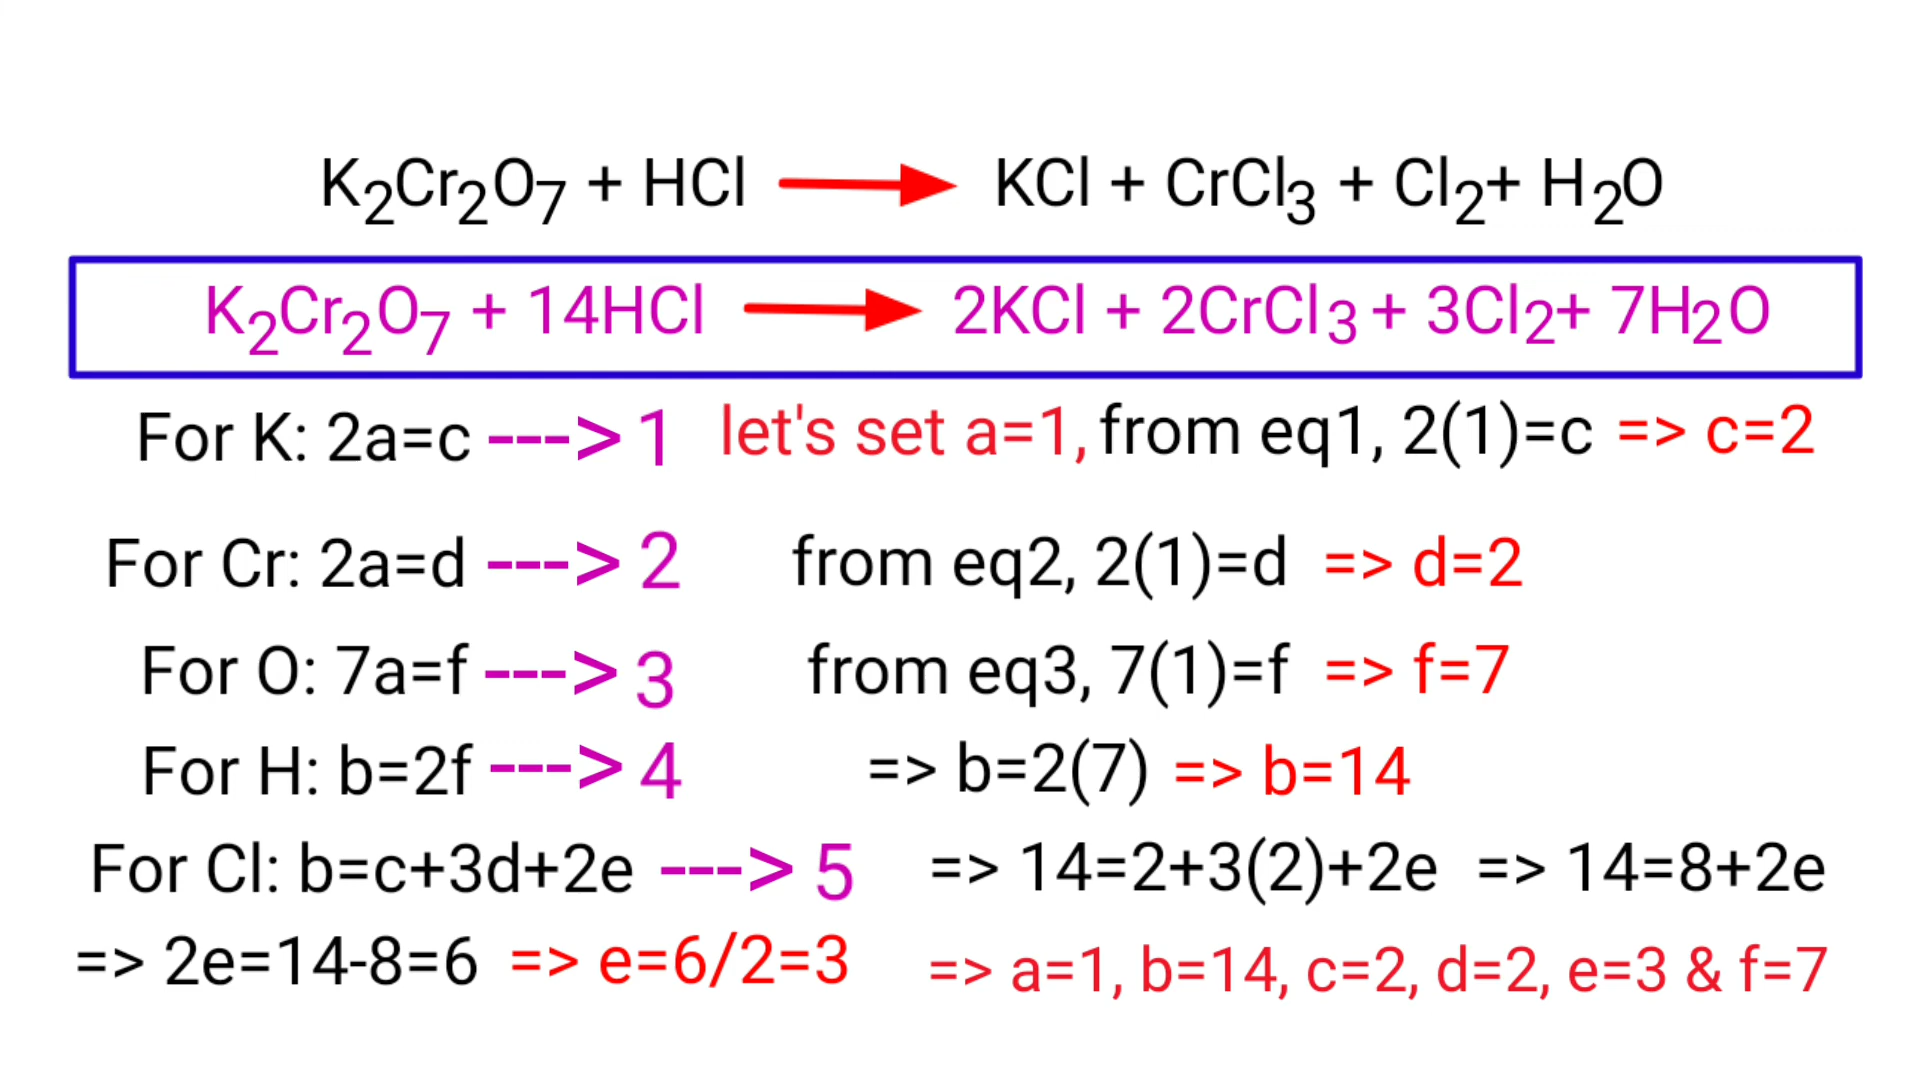 K2Cr2O7 + HCl → KCl + CrCl3 + Cl2+ H2O
K2Cr2O7 + 14HCl → 2KCl + 2CrCl3 + 3Cl2+ 7H2O
For K: 2a=c ---> 1 let's set a=1, from eq1, 2(1)=c => c=2
For Cr: 2a=d ---> 2 from eq2, 2(1)=d => d=2
For O: 7a=f ---> 3 from eq3, 7(1)=f => f=7
For H: b=2f ---> 4 => b=2(7) => b=14
For Cl: b=c+3d+2e ---> 5 => 14=2+3(2)+2e => 14=8+2e
=> 2e=14-8=6 => e=6/2=3 => a=1, b=14, c=2, d=2, e=3 & f=7